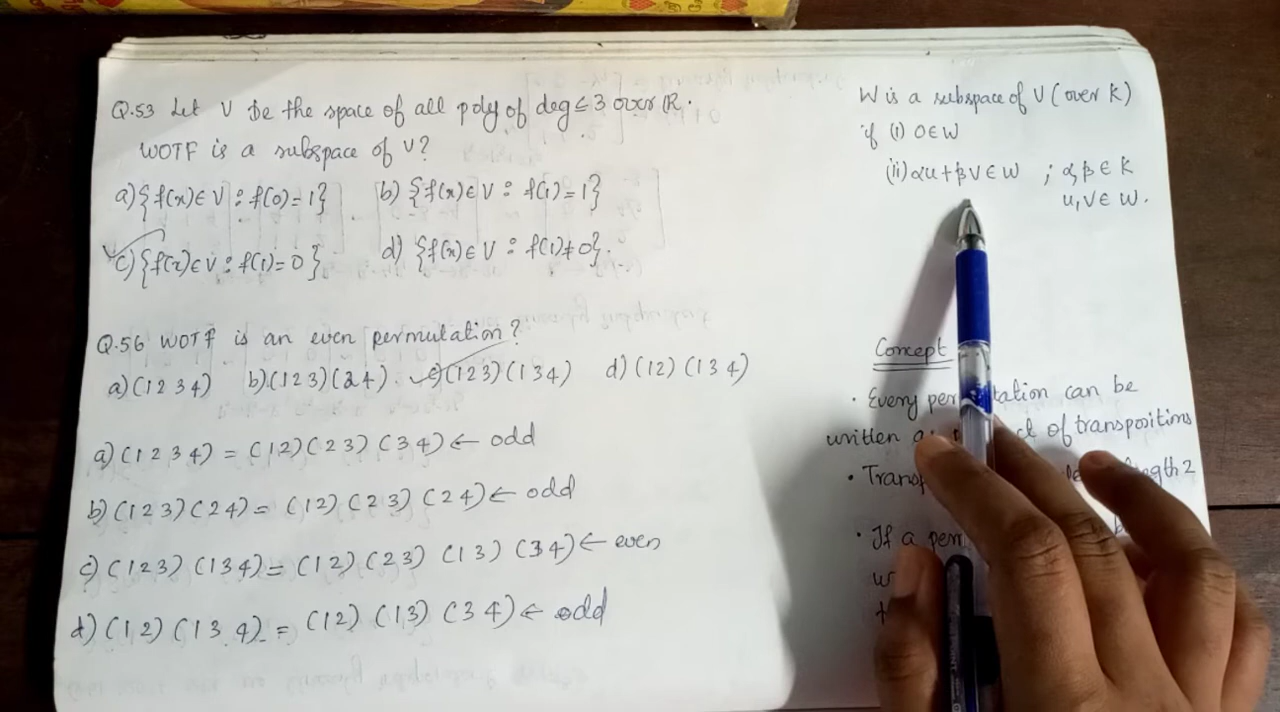 Q.53 Let V be the space of all poly of deg ≤ 3 over ℝ.
WOTF is a subspace of V?
a) {f(x) ∈ V : f(0) = 1} b) {f(x) ∈ V : f(1) = 1}
c) {f(x) ∈ V : f(1) = 0} d) {f(x) ∈ V : f(1) ≠ 0}.
Q.56 WOTF is an even permutation?
a) (1 2 3 4) b) (1 2 3) (2 4). c) (1 2 3) (1 3 4) d) (1 2) (1 3 4)
a) (1 2 3 4) = (1 2) (2 3) (3 4) ← odd
b) (1 2 3) (2 4) = (1 2) (2 3) (2 4) ← odd
c) (1 2 3) (1 3 4) = (1 2) (2 3) (1 3) (3 4) ← even
d) (1 2) (1 3 4) = (1 2) (1 3) (3 4) ← odd
W is a subspace of V (over K)
if (i) 0 ∈ W
(ii) αu + βv ∈ W ; α, β ∈ K
u, v ∈ W.
Concept
• Every can be
written of transpositions
• 2
• If a